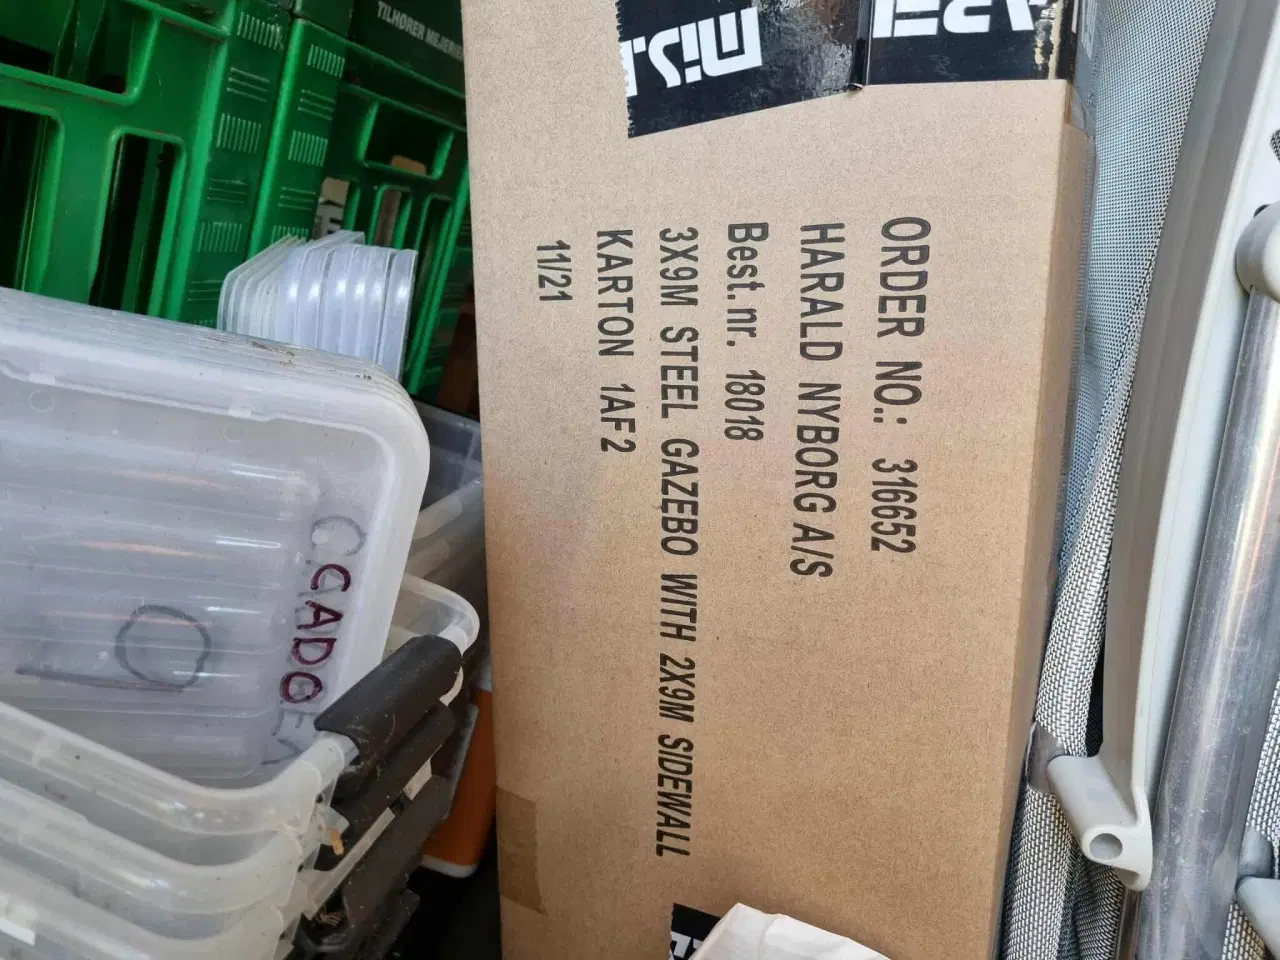 ORDER NO.: 316652
HARALD NYBORG A/S
Best. nr. 18018
3X9M STEEL GAZEBO WITH 2X9M SIDEWALL
KARTON 1AF2
11/21
TILHØRER